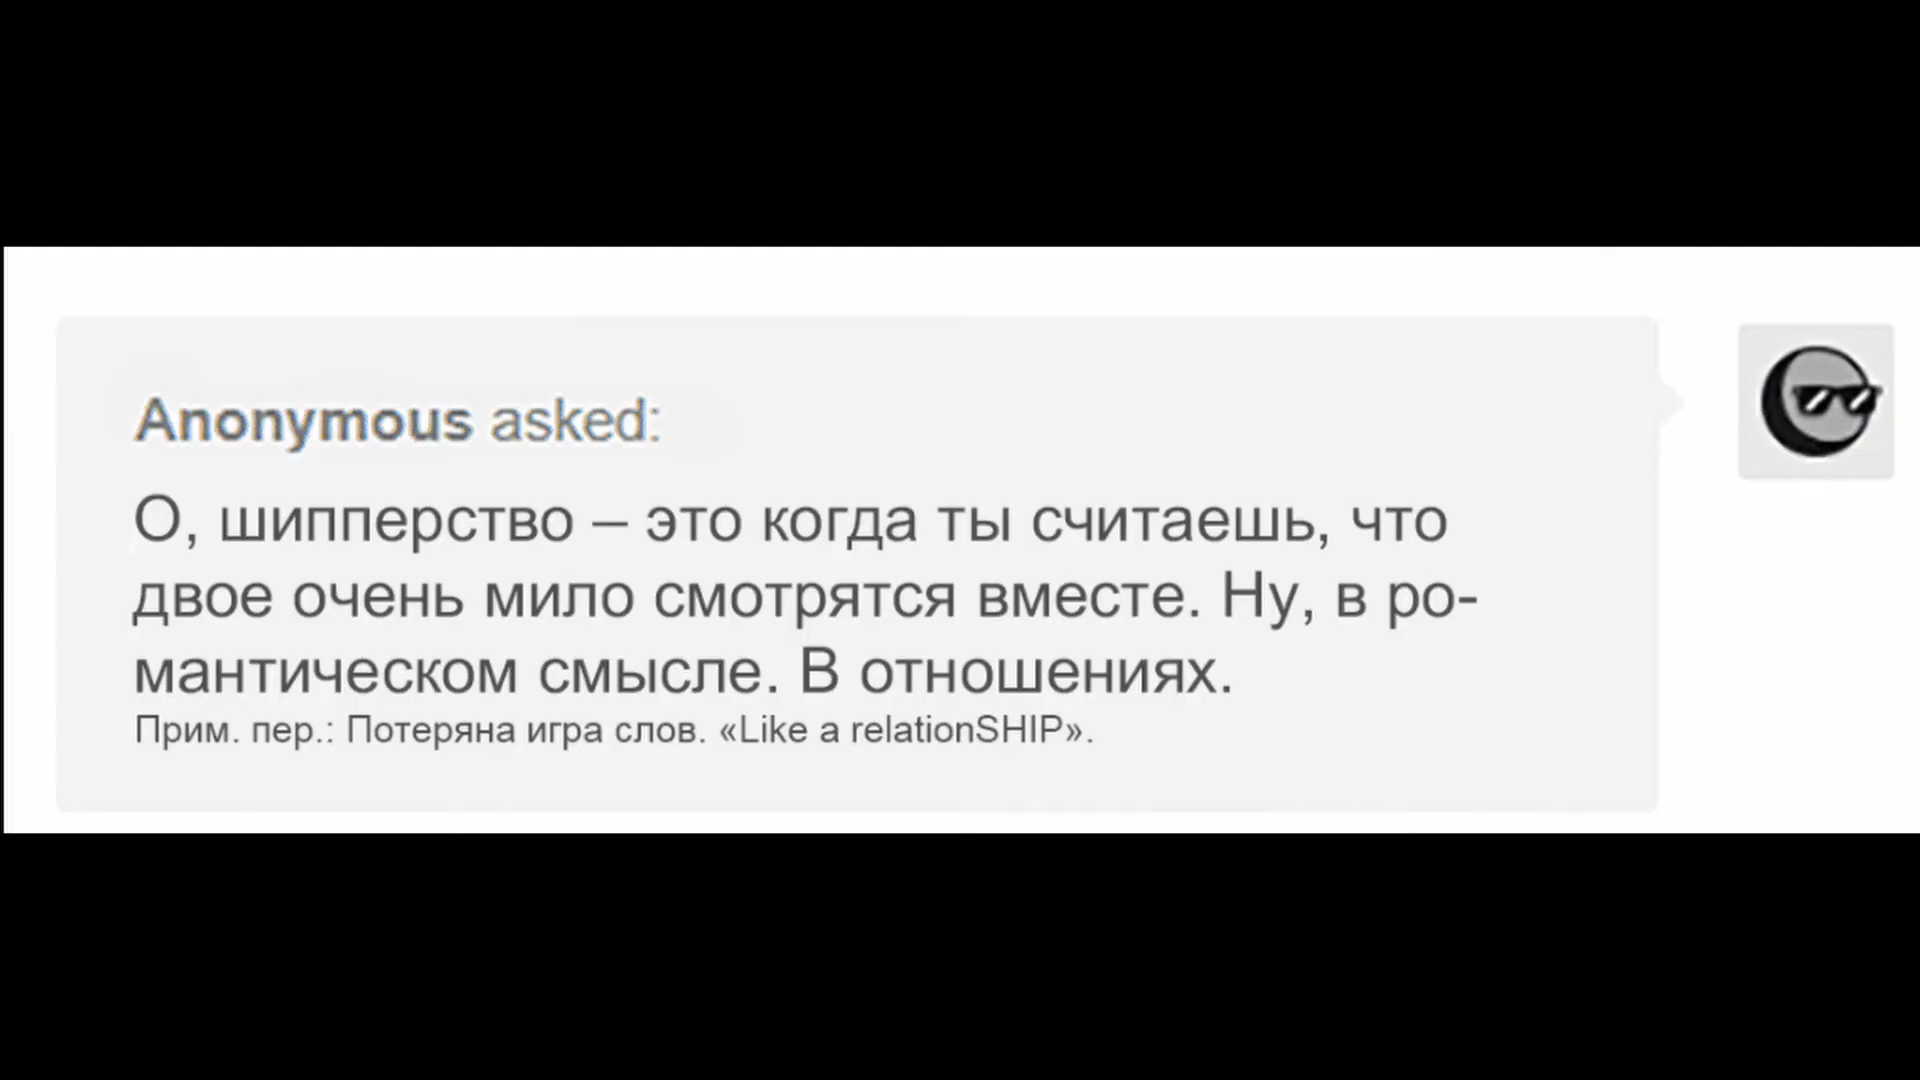 Anonymous asked:
О, шипперство – это когда ты считаешь, что
двое очень мило смотрятся вместе. Ну, в ро-
мантическом смысле. В отношениях.
Прим. пер.: Потеряна игра слов. «Like a relationSHIP».